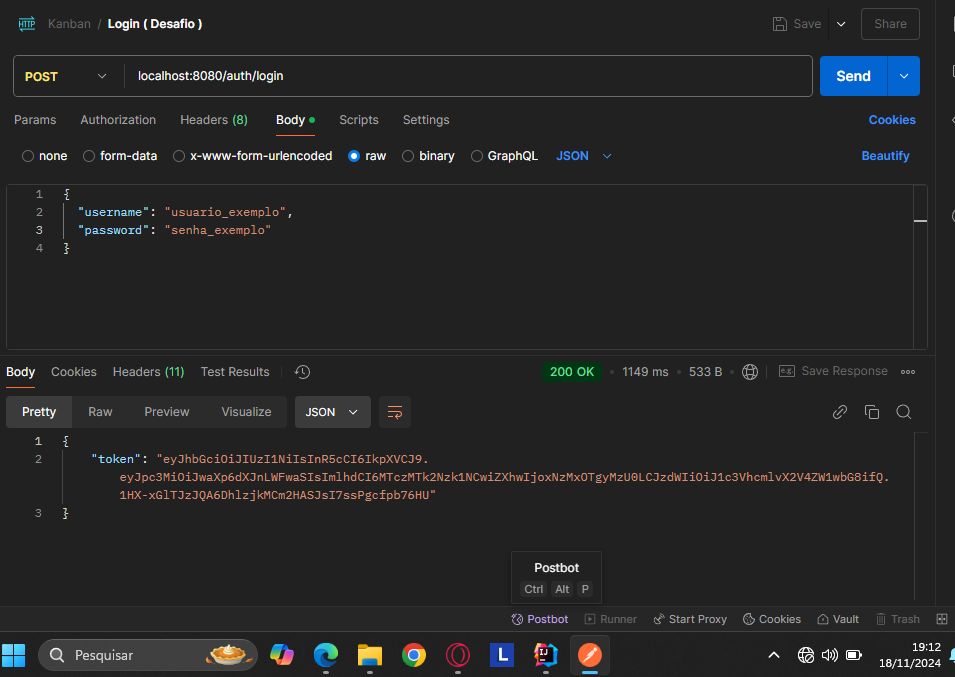 HTTP Kanban / Login ( Desafio ) Save Share
POST localhost:8080/auth/login Send
Params Authorization Headers (8) Body Scripts Settings Cookies
none form-data x-www-form-urlencoded raw binary GraphQL JSON Beautify
1 {
2 "username": "usuario_exemplo",
3 "password": "senha_exemplo"
4 }
Body Cookies Headers (11) Test Results 200 OK 1149 ms 533 B e.g. Save Response
Pretty Raw Preview Visualize JSON
1 {
2 "token": "eyJhbGciOiJIUzI1NiIsInR5cCI6IkpXVCJ9.
eyJpc3MiOiJwaXp6dXJnLWFwaSIsImlhdCI6MTczMTk2Nzk1NCwiZXhwIjoxNzMxOTgyMzU0LCJzdWIiOiJ1c3VhcmlvX2V4ZW1wbG8ifQ.
1HX-xGlTJzJQA6DhlzjkMCm2HASJsI7ssPgcfpb76HU"
3 }
Postbot
Ctrl Alt P
Postbot Runner Start Proxy Cookies Vault Trash
Pesquisar L IJ 19:12
18/11/2024